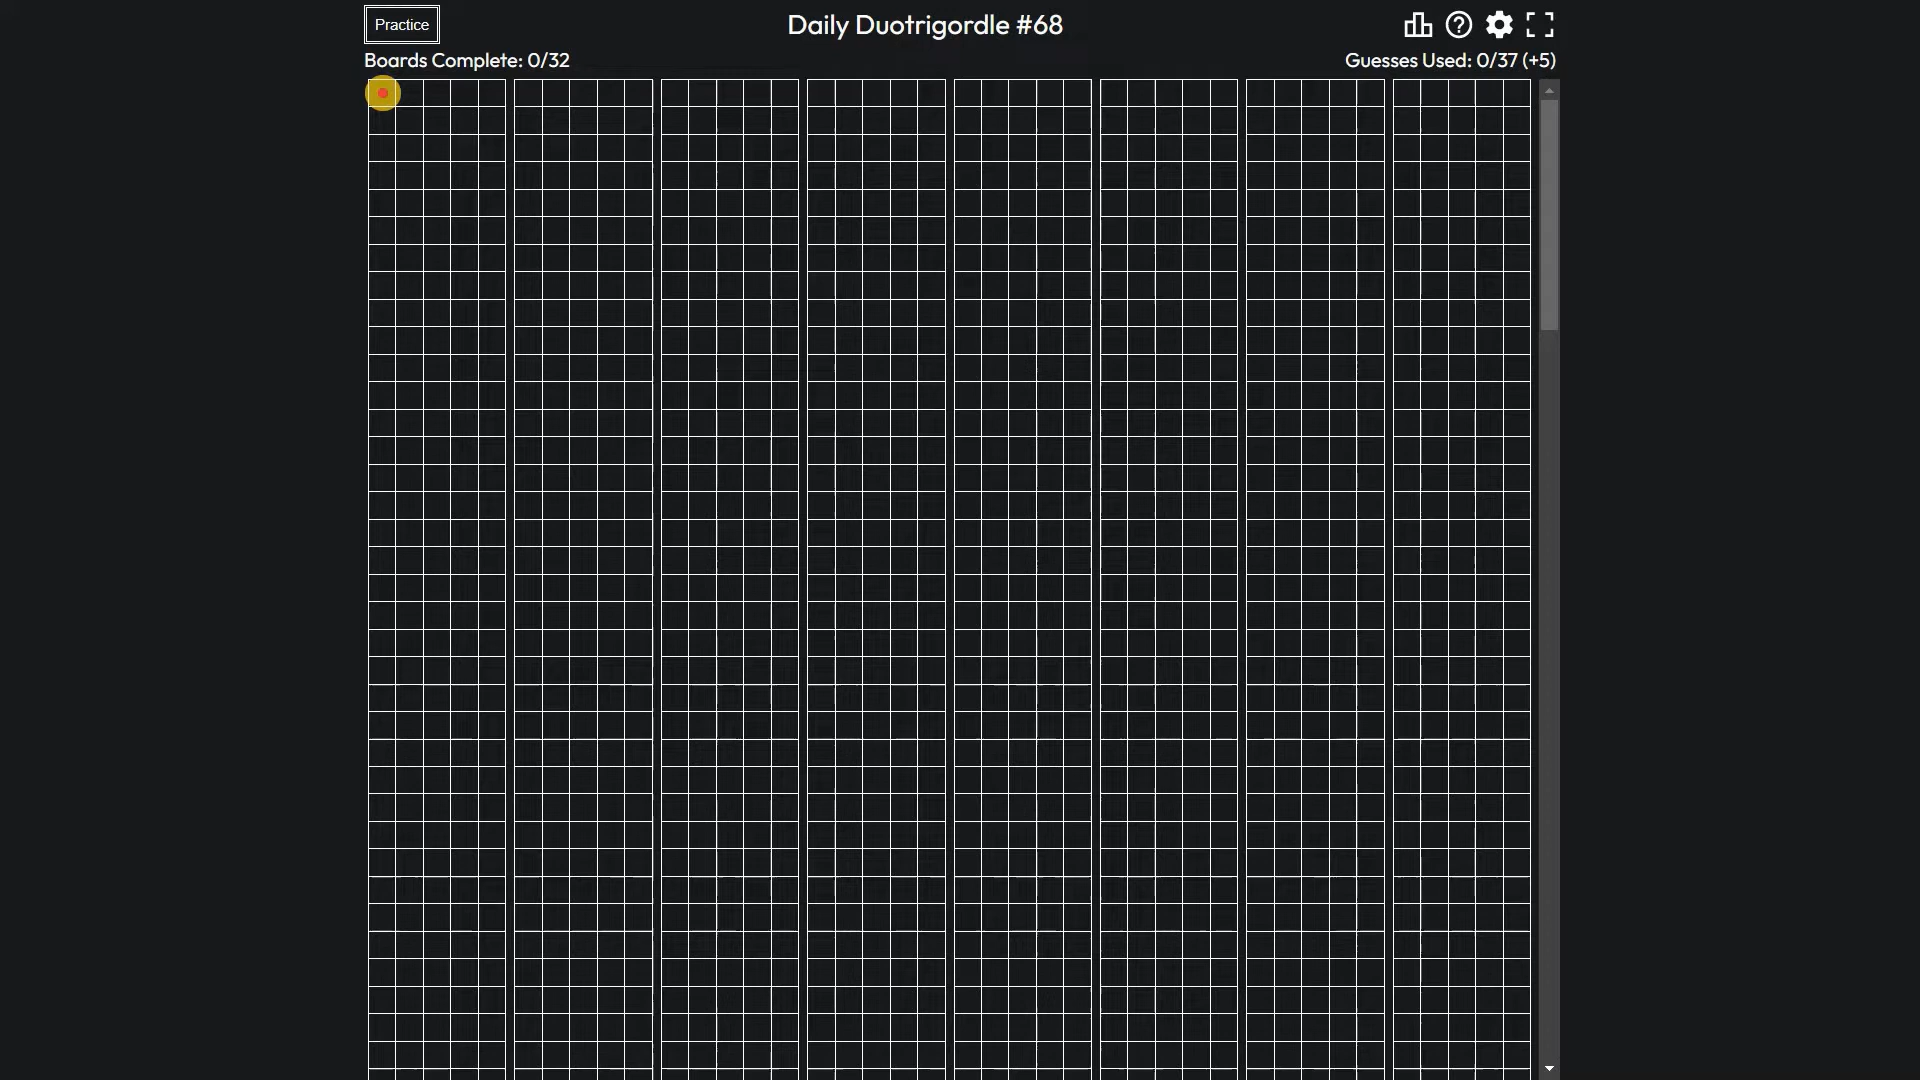 Practice
Daily Duotrigordle #68
Boards Complete: 0/32
Guesses Used: 0/37 (+5)